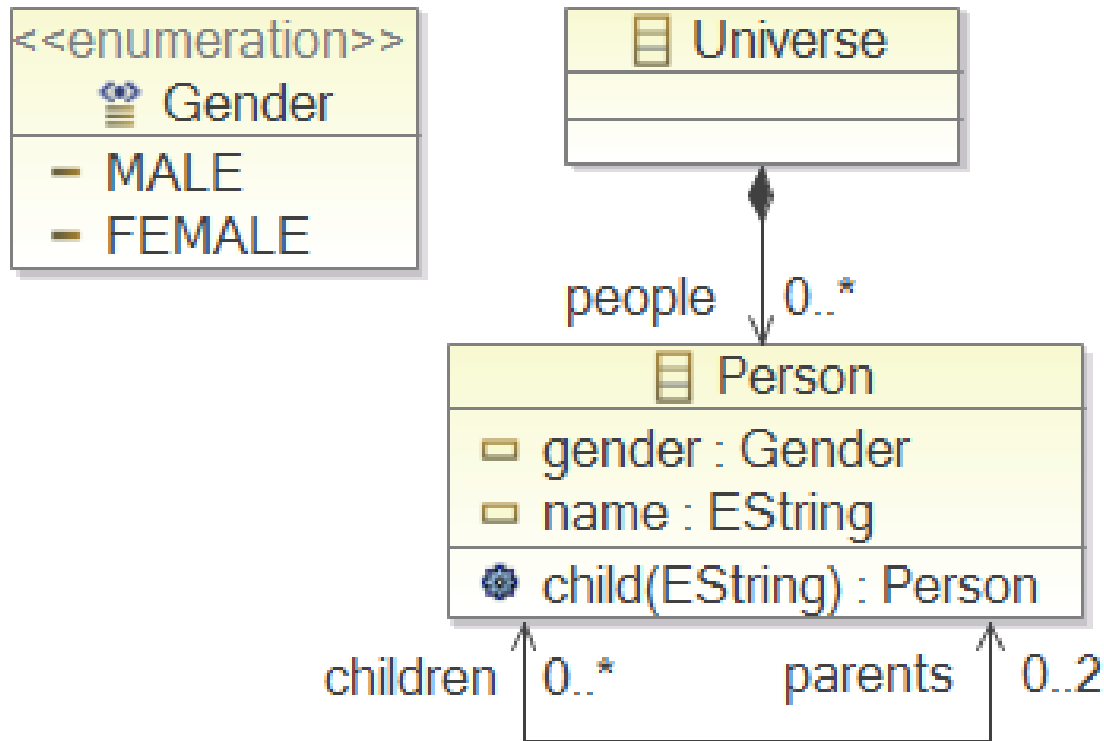 <<enumeration>>
Gender
MALE
FEMALE
Universe
people 0..*
Person
gender : Gender
name : EString
child(EString) : Person
children 0..* parents 0..2